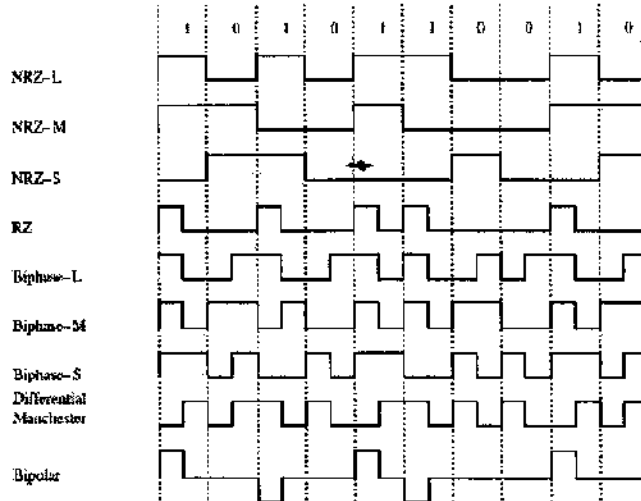 1 0 1 0 1 1 0 0 1 0
NRZ-L
NRZ-M
NRZ-S
RZ
Biphase-L
Biphase-M
Biphase-S
Differential
Manchester
Bipolar